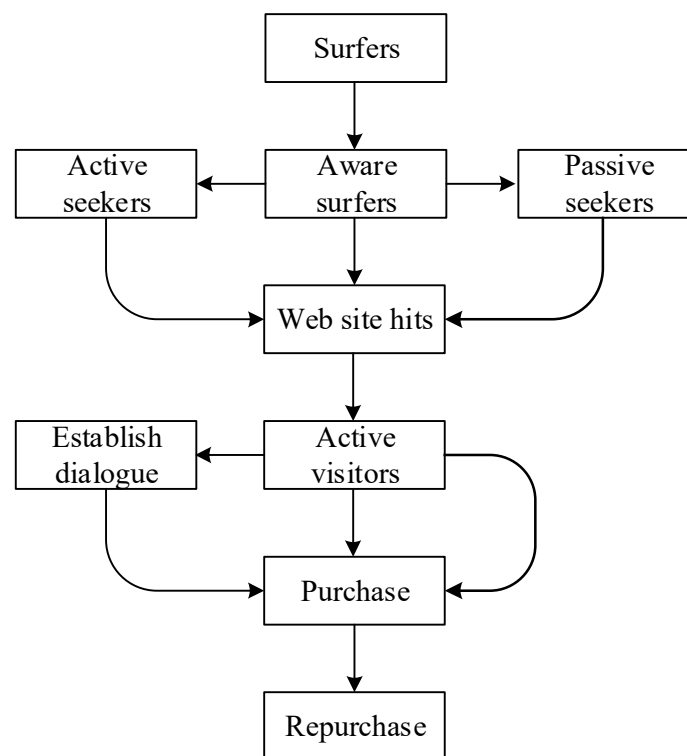 Surfers
Active
seekers
Aware
surfers
Passive
seekers
Web site hits
Establish
dialogue
Active
visitors
Purchase
Repurchase